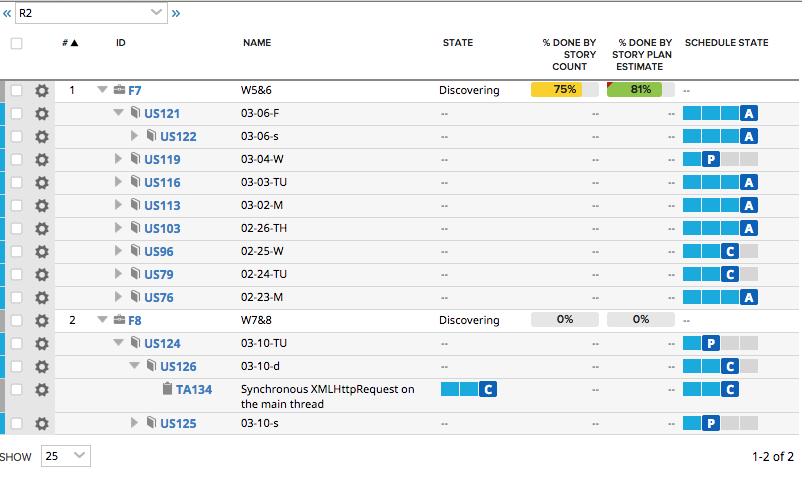 « R2 »
# ▲ ID NAME STATE % DONE BY STORY COUNT % DONE BY STORY PLAN ESTIMATE SCHEDULE STATE
1 F7 W5&6 Discovering 75% 81% --
US121 03-06-F -- -- -- A
US122 03-06-s -- -- -- A
US119 03-04-W -- -- -- P
US116 03-03-TU -- -- -- A
US113 03-02-M -- -- -- A
US103 02-26-TH -- -- -- A
US96 02-25-W -- -- -- C
US79 02-24-TU -- -- -- C
US76 02-23-M -- -- -- A
2 F8 W7&8 Discovering 0% 0% --
US124 03-10-TU -- -- -- P
US126 03-10-d -- -- -- C
TA134 Synchronous XMLHttpRequest on C -- -- C
the main thread
US125 03-10-s -- -- -- P
SHOW 25 1-2 of 2